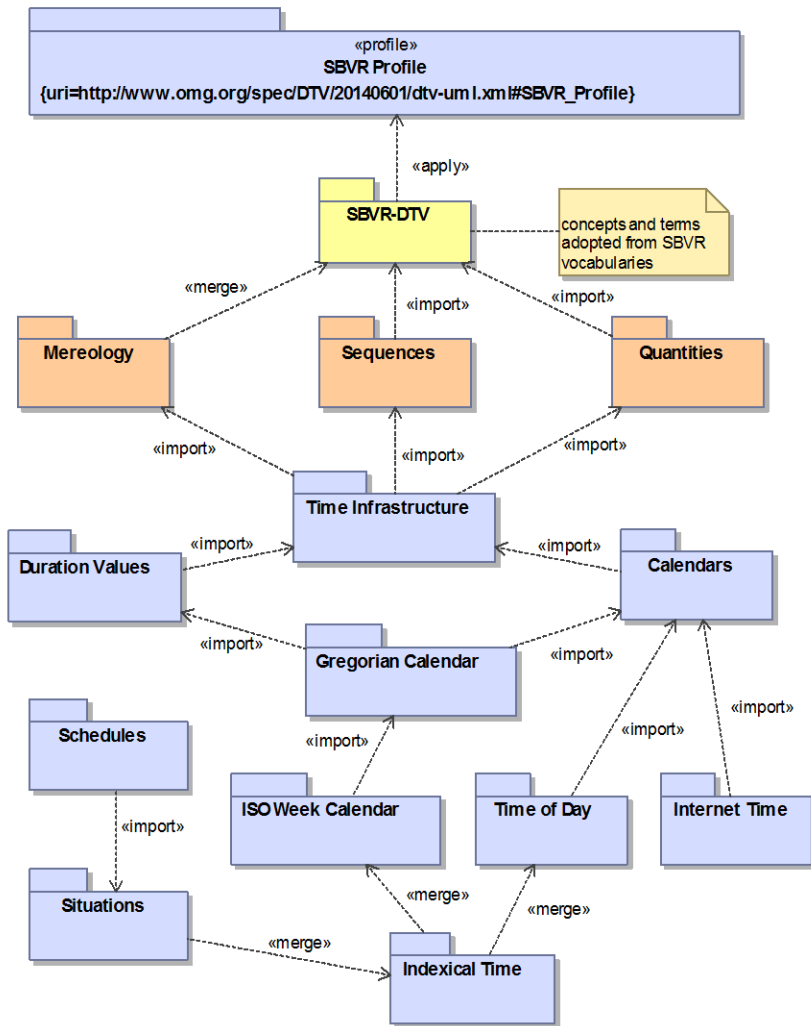 «profile»
SBVR Profile
{uri=http://www.omg.org/spec/DTV/20140601/dtv-uml.xml#SBVR_Profile}
«apply»
SBVR-DTV
concepts and terms
adopted from SBVR
vocabularies
«merge»
«import»
«import»
Mereology
Sequences
Quantities
«import»
«import»
«import»
Time Infrastructure
Duration Values
«import»
«import»
Calendars
«import»
Gregorian Calendar
«import»
Schedules
«import»
«import»
«import»
ISO Week Calendar
Time of Day
Internet Time
«import»
Situations
«merge»
«merge»
«merge»
Indexical Time